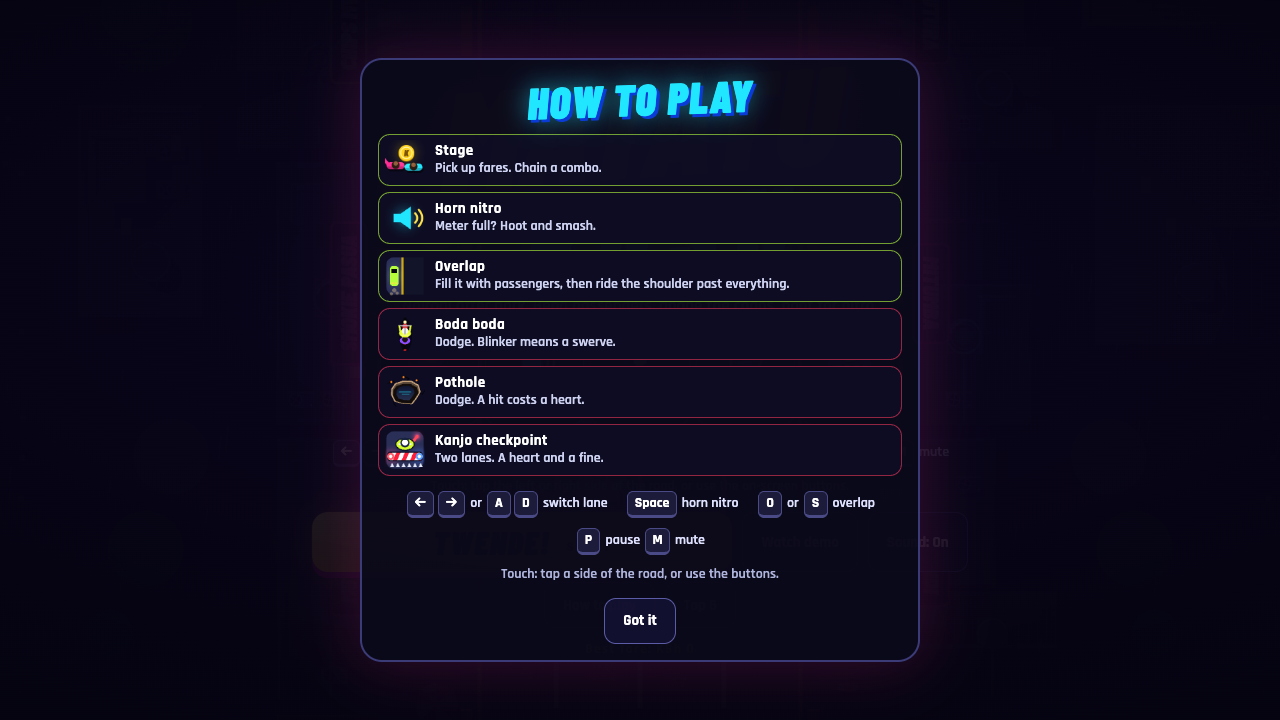 HOW TO PLAY
Stage
Pick up fares. Chain a combo.
Horn nitro
Meter full? Hoot and smash.
Overlap
Fill it with passengers, then ride the shoulder past everything.
Boda boda
Dodge. Blinker means a swerve.
Pothole
Dodge. A hit costs a heart.
Kanjo checkpoint
Two lanes. A heart and a fine.
← → or A D switch lane Space horn nitro O or S overlap
P pause M mute
Touch: tap a side of the road, or use the buttons.
Got it
mute
d: On